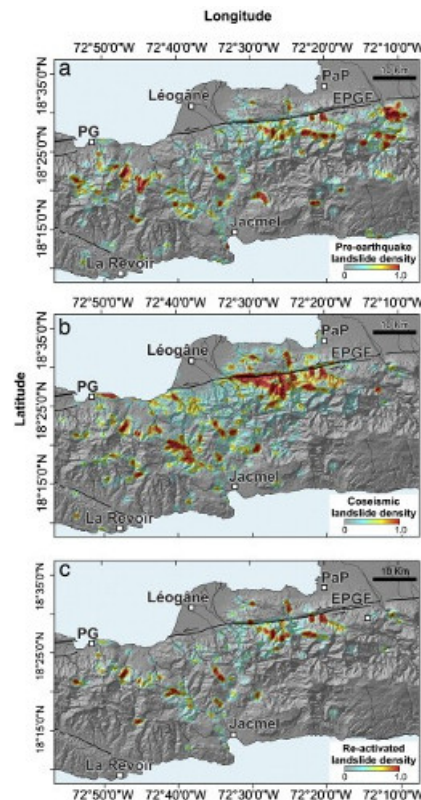 Longitude
72°50'0"W 72°40'0"W 72°30'0"W 72°20'0"W 72°10'0"W
a
PaP
10 Km
Léogâne
EPGF
PG
Jacmel
La Revoir
18°35'0"N
18°25'0"N
18°15'0"N
Pre-earthquake
landslide density
0 1.0
72°50'0"W 72°40'0"W 72°30'0"W 72°20'0"W 72°10'0"W
b
PaP
10 Km
Léogâne
EPGF
PG
Jacmel
La Revoir
Latitude
18°35'0"N
18°25'0"N
18°15'0"N
Coseismic
landslide density
0 1.0
c
PaP
10 Km
Léogâne
EPGF
PG
Jacmel
La Revoir
18°35'0"N
18°25'0"N
18°15'0"N
Re-activated
landslide density
0 1.0
72°50'0"W 72°40'0"W 72°30'0"W 72°20'0"W 72°10'0"W